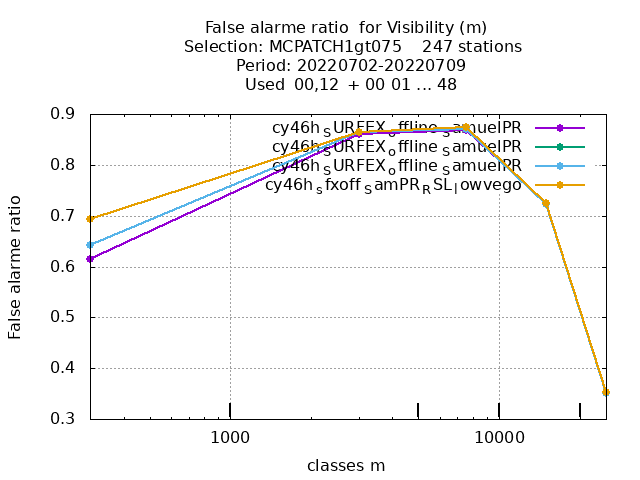 False alarme ratio for Visibility (m)
Selection: MCPATCH1gt075 247 stations
Period: 20220702-20220709
Used 00,12 + 00 01 ... 48
0.9
0.8
0.7
0.6
0.5
0.4
0.3
False alarme ratio
cy46h_sURFEX_offline_samuelPR
cy46h_sURFEX_offline_samuelPR
cy46h_sURFEX_offline_samuelPR
cy46h_sfxoff_samPR_RSL_lowvego
1000
10000
classes m